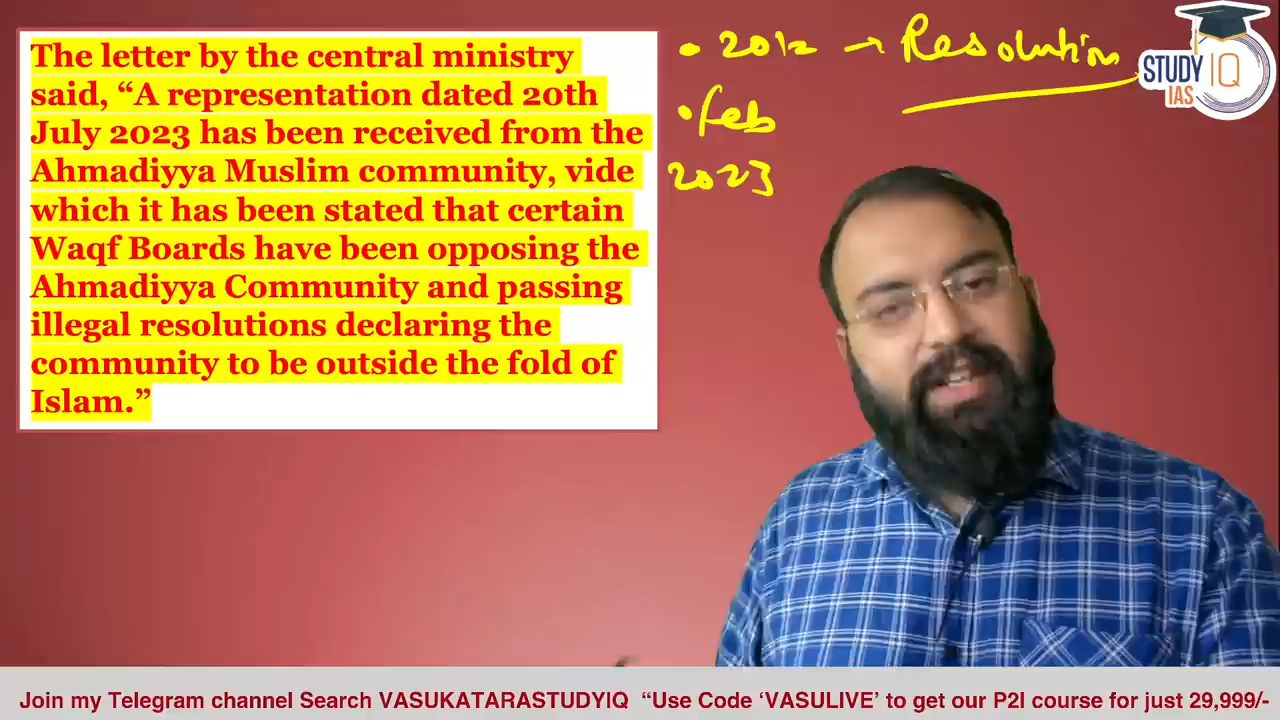 The letter by the central ministry
said, “A representation dated 20th
July 2023 has been received from the
Ahmadiyya Muslim community, vide
which it has been stated that certain
Waqf Boards have been opposing the
Ahmadiyya Community and passing
illegal resolutions declaring the
community to be outside the fold of
Islam.”
• 2012 → Resolution
• Feb
2023
STUDY IQ
IAS
Join my Telegram channel Search VASUKATARASTUDYIQ “Use Code ‘VASULIVE’ to get our P2I course for just 29,999/-